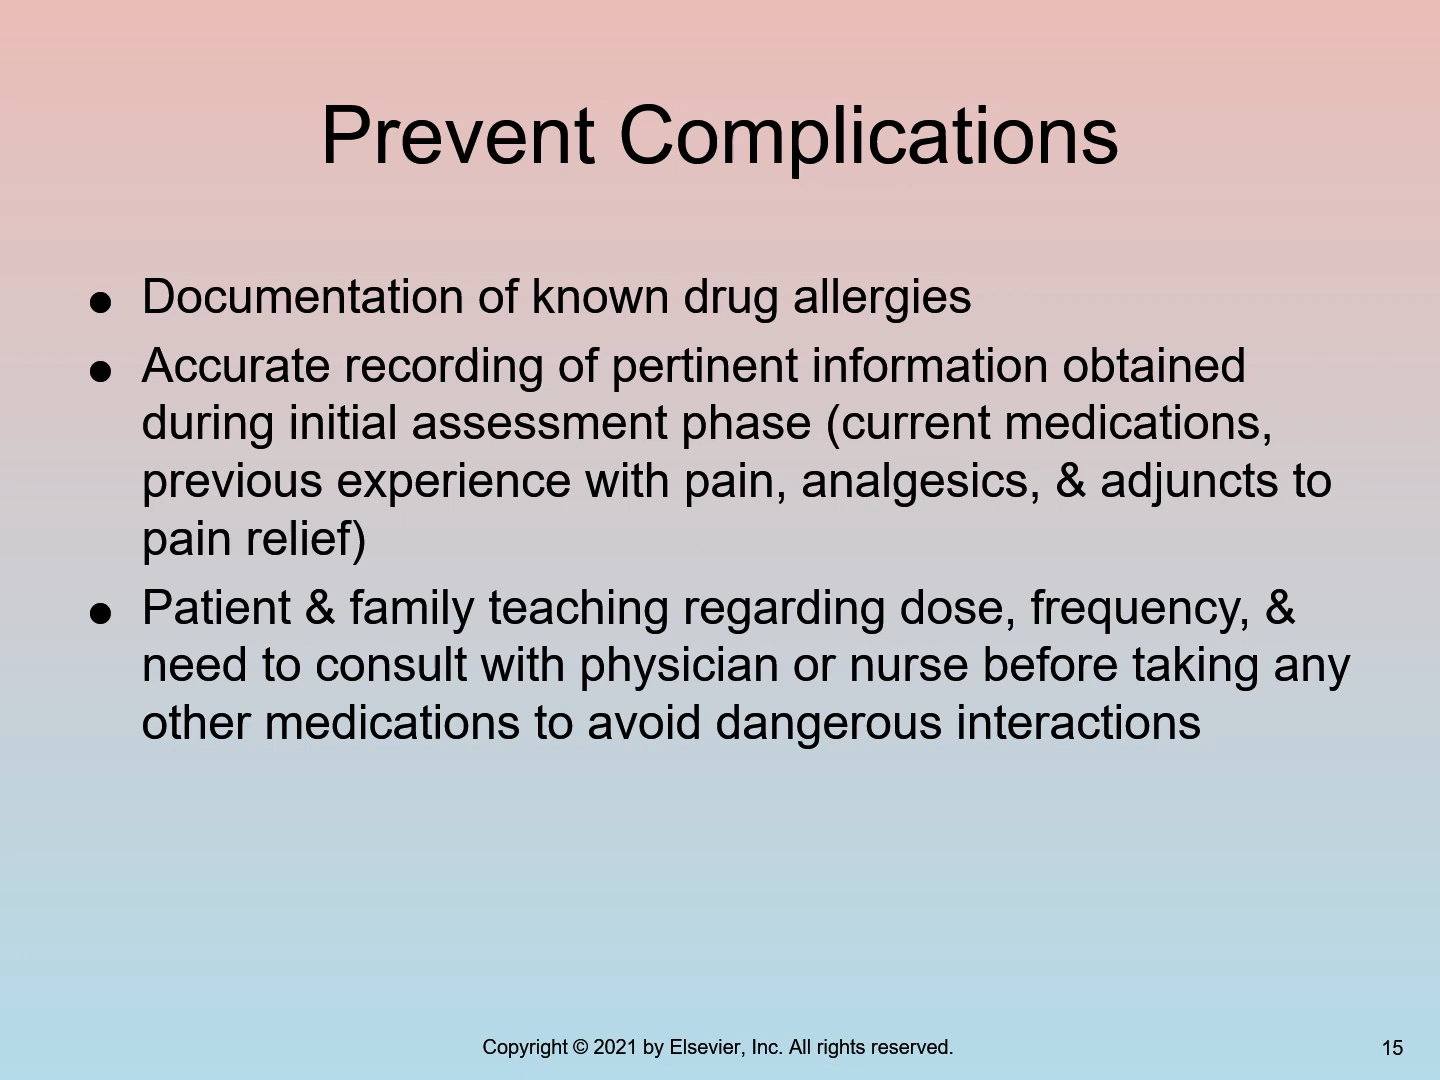 Prevent Complications
● Documentation of known drug allergies
● Accurate recording of pertinent information obtained
during initial assessment phase (current medications,
previous experience with pain, analgesics, & adjuncts to
pain relief)
● Patient & family teaching regarding dose, frequency, &
need to consult with physician or nurse before taking any
other medications to avoid dangerous interactions
Copyright © 2021 by Elsevier, Inc. All rights reserved.
15